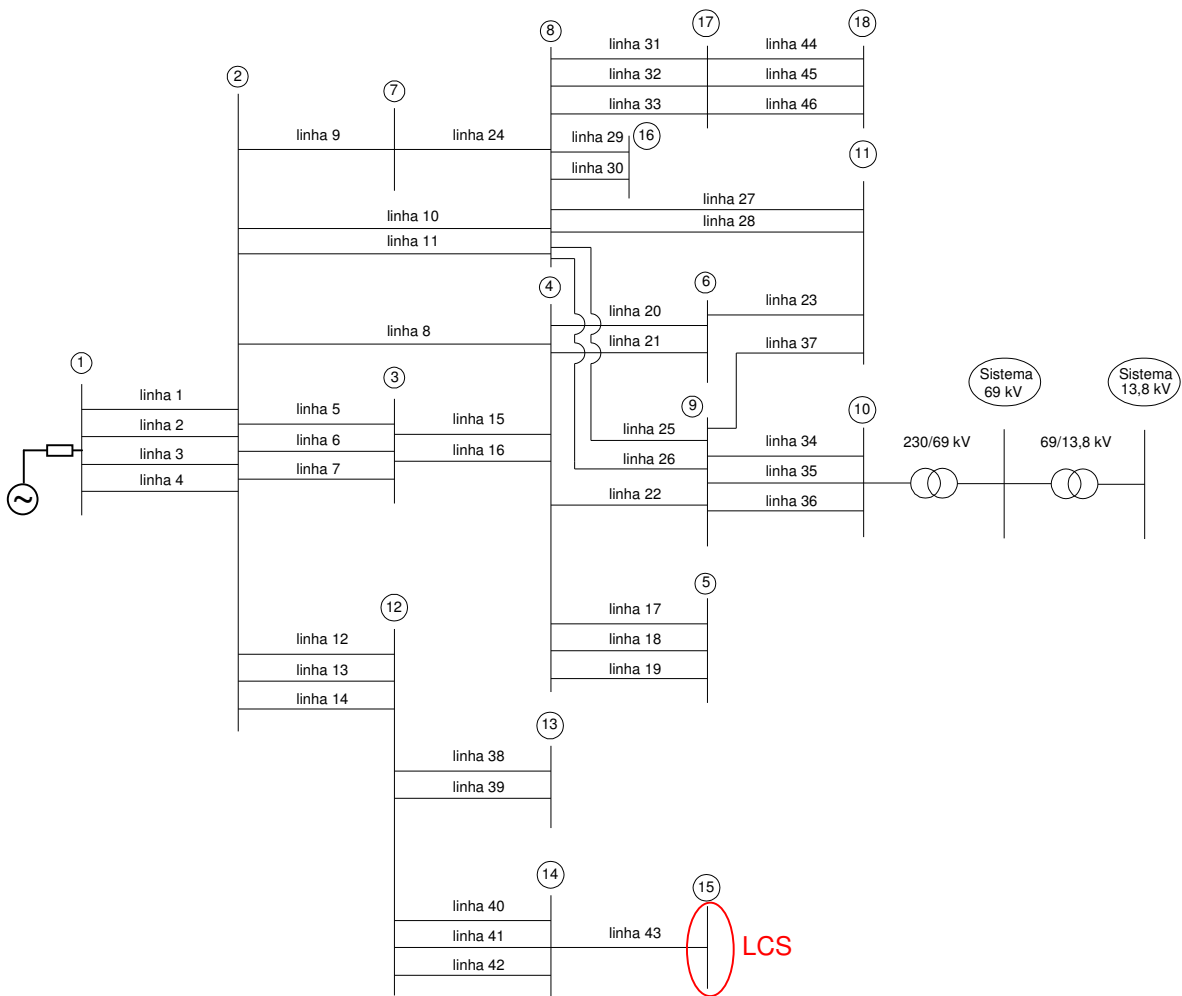 17
18
8
linha 31
linha 44
2
linha 32
linha 45
7
linha 33
linha 46
linha 9
linha 24
linha 29
16
11
linha 30
linha 27
linha 10
linha 28
linha 11
6
4
linha 20
linha 23
linha 8
linha 21
linha 37
1
3
Sistema
69 kV
Sistema
13,8 kV
linha 1
linha 5
9
10
linha 2
linha 6
linha 15
linha 25
linha 34
230/69 kV
69/13,8 kV
linha 3
linha 7
linha 16
linha 26
linha 35
linha 4
linha 22
linha 36
5
12
linha 17
linha 12
linha 18
linha 13
linha 19
linha 14
13
linha 38
linha 39
14
15
linha 40
linha 41
linha 43
LCS
linha 42